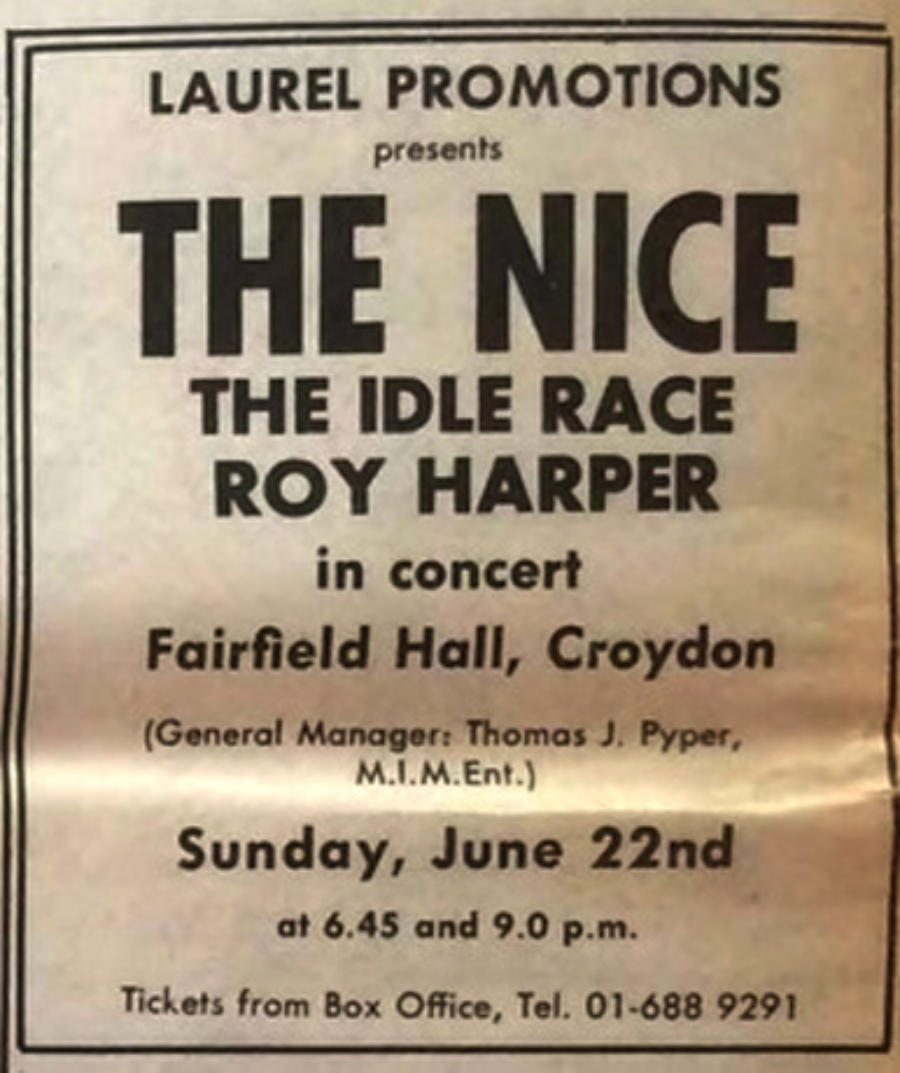 LAUREL PROMOTIONS
presents
THE NICE
THE IDLE RACE
ROY HARPER
in concert
Fairfield Hall, Croydon
(General Manager: Thomas J. Pyper,
M.I.M.Ent.)
Sunday, June 22nd
at 6.45 and 9.0 p.m.
Tickets from Box Office, Tel. 01-688 9291